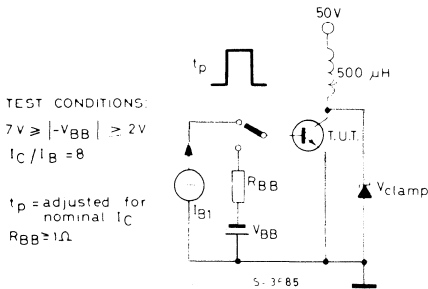 50V
tp
500 µH
TEST CONDITIONS:
7V ≥ |-VBB| ≥ 2V
IC/IB = 8
T.U.T.
Vclamp
RBB
IB1
VBB
tp = adjusted for
nominal IC
RBB ≥ 1Ω